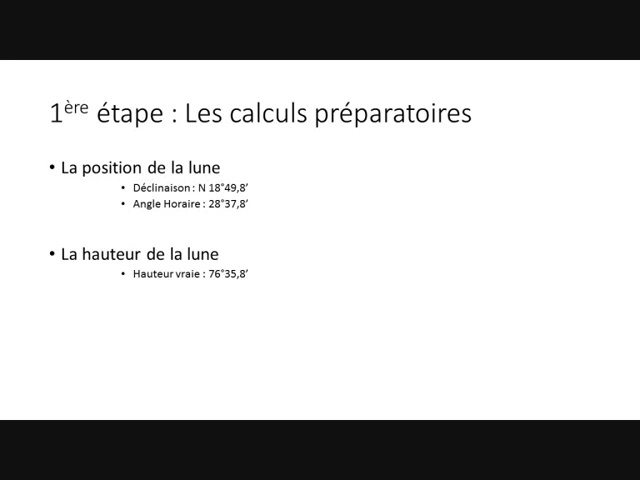 1ère étape : Les calculs préparatoires
• La position de la lune
• Déclinaison : N 18°49,8’
• Angle Horaire : 28°37,8’
• La hauteur de la lune
• Hauteur vraie : 76°35,8’